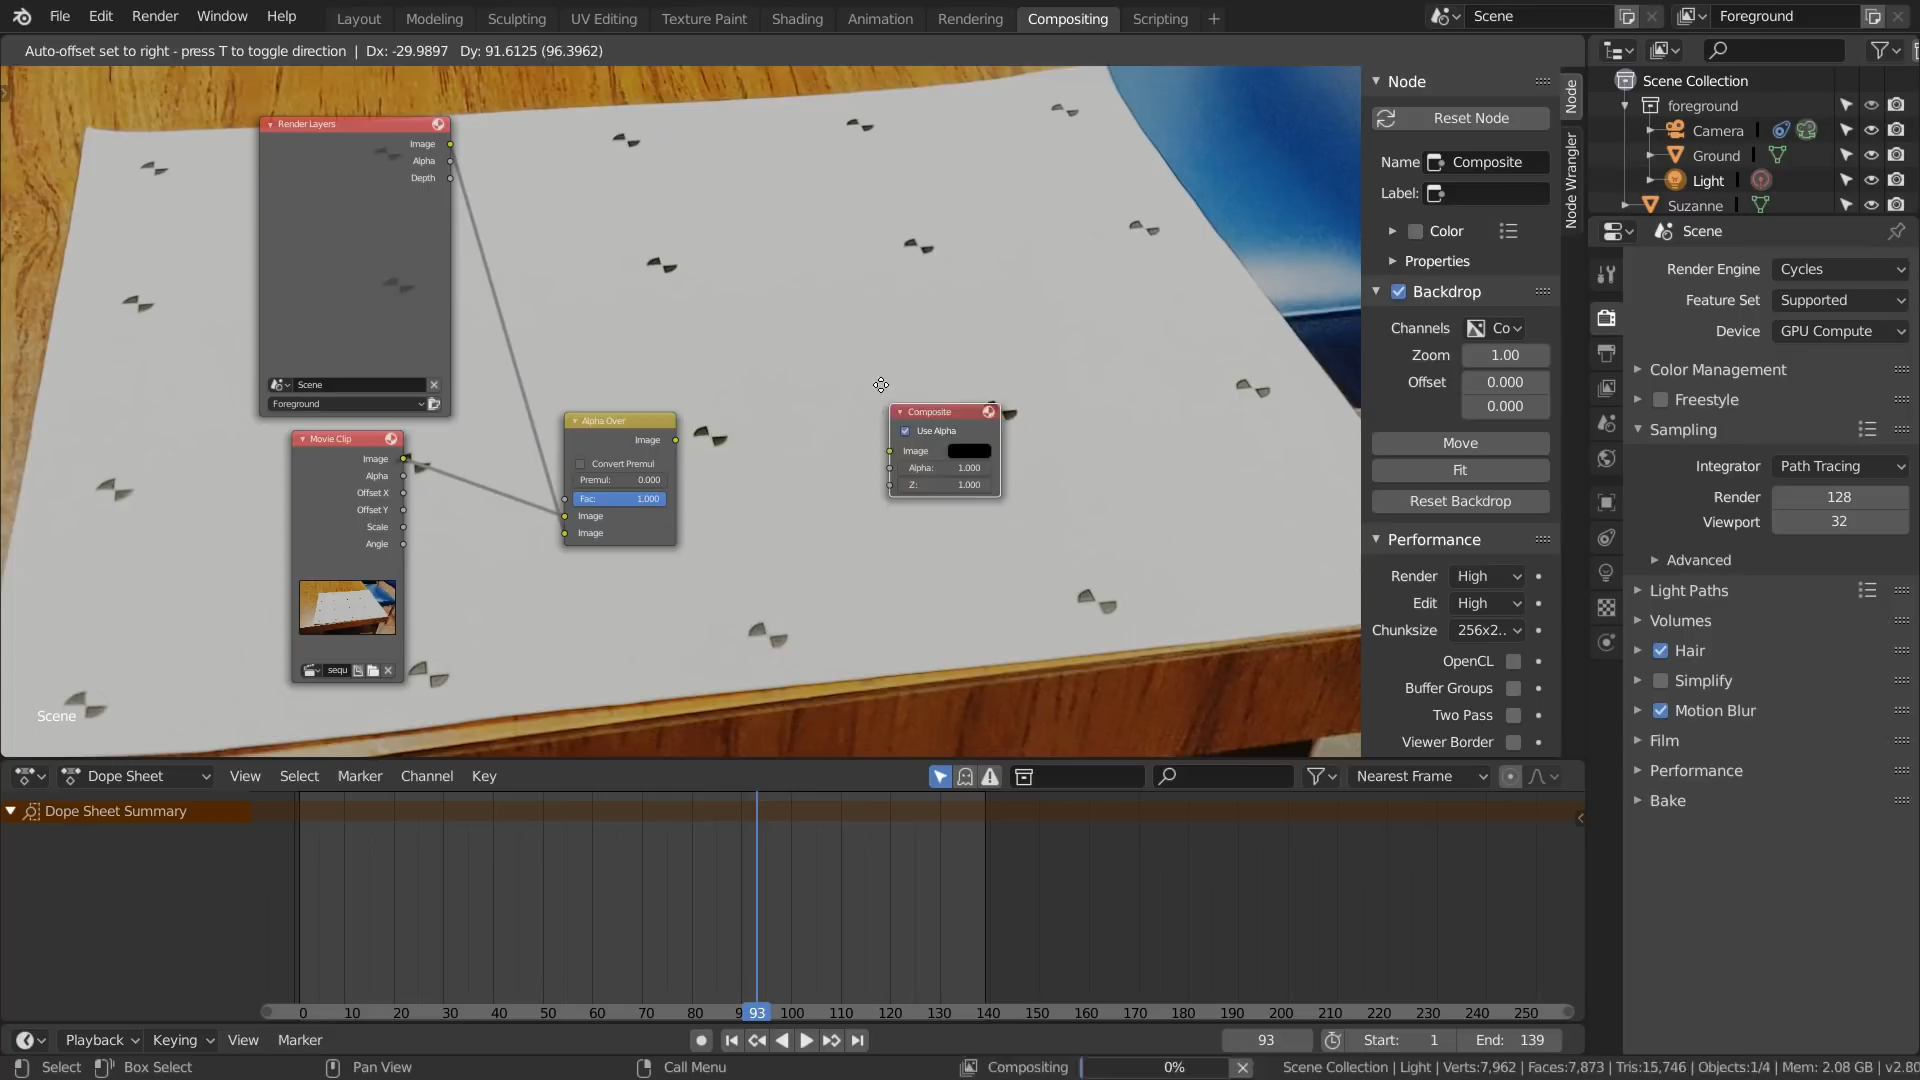 File Edit Render Window Help
Layout Modeling Sculpting UV Editing Texture Paint Shading Animation Rendering Compositing Scripting +
Scene
Foreground
Auto-offset set to right - press T to toggle direction | Dx: -29.9897 Dy: 91.6125 (96.3962)
Render Layers
Image
Alpha
Depth
Scene
Foreground
Movie Clip
Image
Alpha
Offset X
Offset Y
Scale
Angle
sequ
Alpha Over
Image
Convert Premul
Premul: 0.000
Fac: 1.000
Image
Image
Composite
Use Alpha
Image
Alpha: 1.000
Z: 1.000
Scene
Node
Reset Node
Name Composite
Label:
Color
Properties
Backdrop
Channels Co
Zoom 1.00
Offset 0.000
0.000
Move
Fit
Reset Backdrop
Performance
Render High
Edit High
Chunksize 256x2..
OpenCL
Buffer Groups
Two Pass
Viewer Border
Node
Node Wrangler
Scene Collection
foreground
Camera
Ground
Light
Suzanne
Scene
Render Engine Cycles
Feature Set Supported
Device GPU Compute
Color Management
Freestyle
Sampling
Integrator Path Tracing
Render 128
Viewport 32
Advanced
Light Paths
Volumes
Hair
Simplify
Motion Blur
Film
Performance
Bake
Dope Sheet View Select Marker Channel Key
Nearest Frame
Dope Sheet Summary
0 10 20 30 40 50 60 70 80 9 93 100 110 120 130 140 150 160 170 180 190 200 210 220 230 240 250
Playback Keying View Marker
93
Start: 1
End: 139
Select Box Select Pan View Call Menu
Compositing 0%
Scene Collection | Light | Verts:7,962 | Faces:7,873 | Tris:15,746 | Objects:1/4 | Mem: 2.08 GB | v2.80